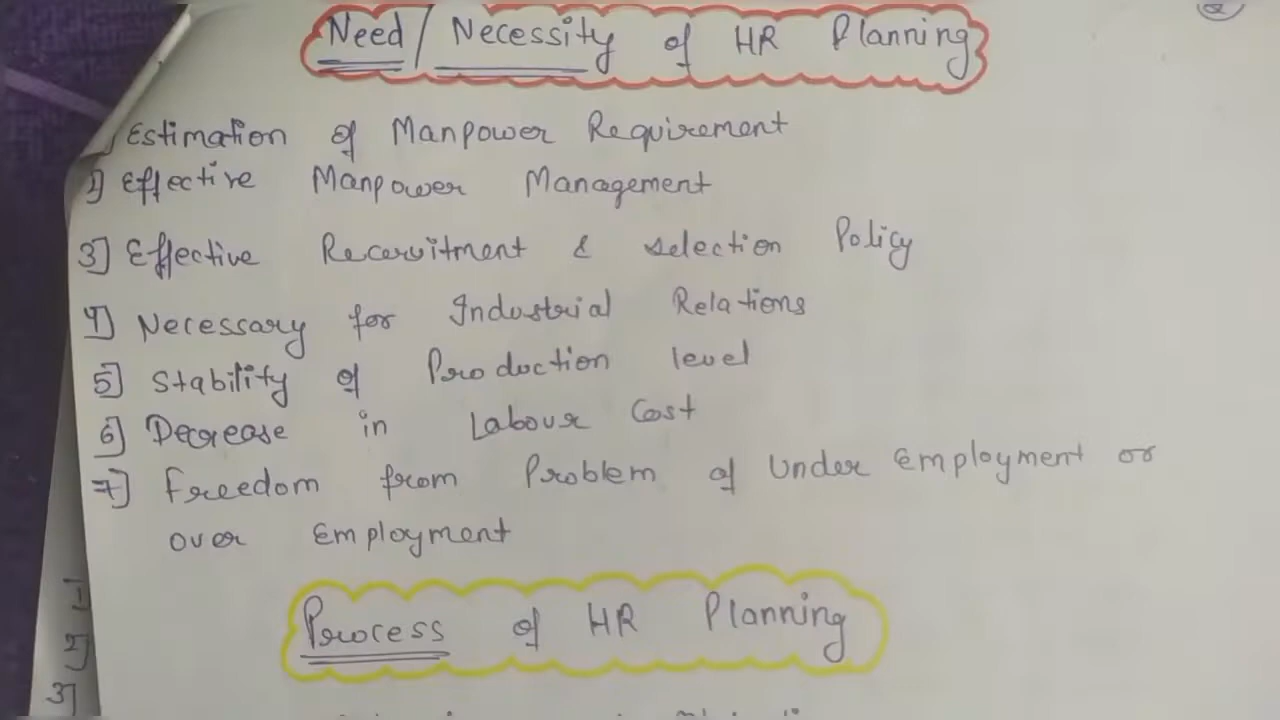 Need/ Necessity of HR Planning
Estimation of Manpower Requirement
2] Effective Manpower Management
3] Effective Recruitment & selection Policy
4] Necessary for Industrial Relations
5] Stability of Production level
6] Decrease in Labour Cost
7] Freedom from Problem of Under Employment or
over Employment
Process of HR Planning
3]